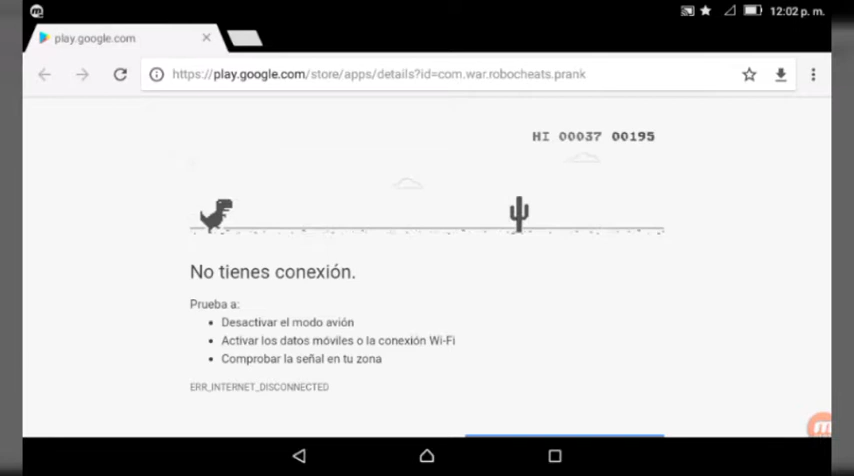 12:02 p. m.
play.google.com
https://play.google.com/store/apps/details?id=com.war.robocheats.prank
HI 00037 00195
No tienes conexión.
Prueba a:
Desactivar el modo avión
Activar los datos móviles o la conexión Wi-Fi
Comprobar la señal en tu zona
ERR_INTERNET_DISCONNECTED